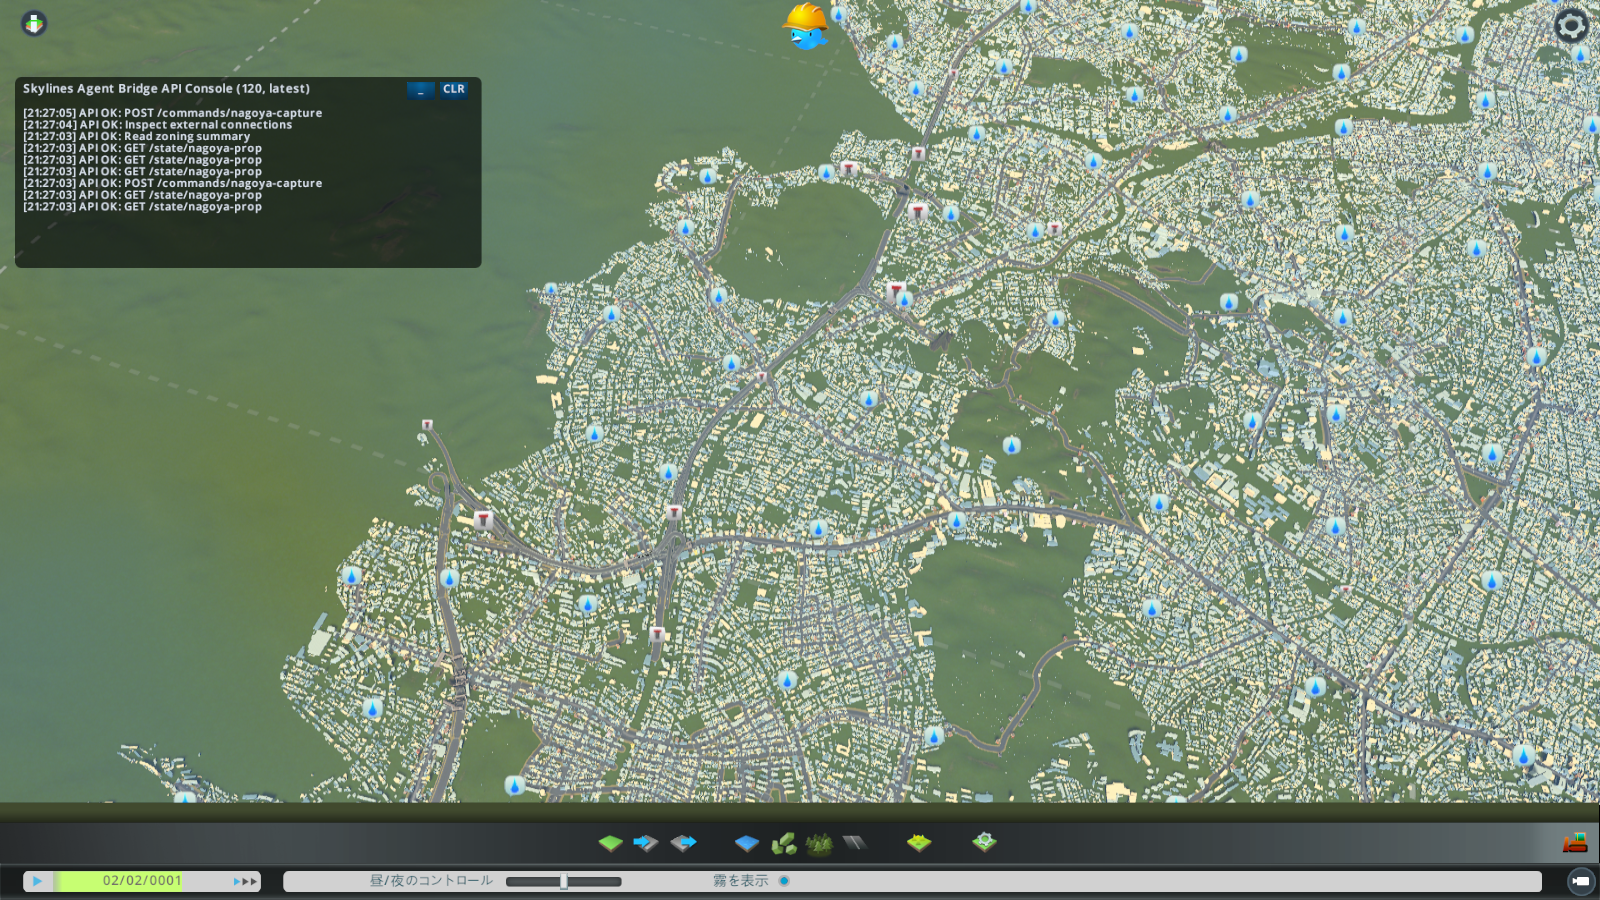 Skylines Agent Bridge API Console (120, latest)
_
CLR
[21:27:05] API OK: POST /commands/nagoya-capture
[21:27:04] API OK: Inspect external connections
[21:27:03] API OK: Read zoning summary
[21:27:03] API OK: GET /state/nagoya-prop
[21:27:03] API OK: GET /state/nagoya-prop
[21:27:03] API OK: GET /state/nagoya-prop
[21:27:03] API OK: POST /commands/nagoya-capture
[21:27:03] API OK: GET /state/nagoya-prop
[21:27:03] API OK: GET /state/nagoya-prop
02/02/0001
昼/夜のコントロール
霧を表示